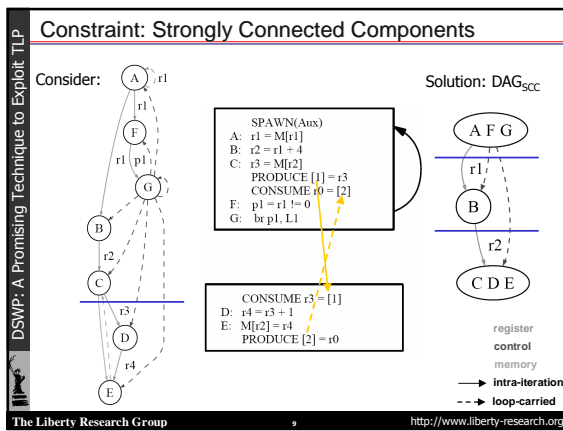 Constraint: Strongly Connected Components
DSWP: A Promising Technique to Exploit TLP
Consider:
A
r1
r1
F
r1
p1
G
B
r2
C
r3
D
r4
E
SPAWN(Aux)
A: r1 = M[r1]
B: r2 = r1 + 4
C: r3 = M[r2]
PRODUCE [1] = r3
CONSUME r0 = [2]
F: p1 = r1 != 0
G: br p1, L1
CONSUME r3 = [1]
D: r4 = r3 + 1
E: M[r2] = r4
PRODUCE [2] = r0
Solution: DAGSCC
A F G
r1
B
r2
C D E
register
control
memory
intra-iteration
loop-carried
The Liberty Research Group
9
http://www.liberty-research.org